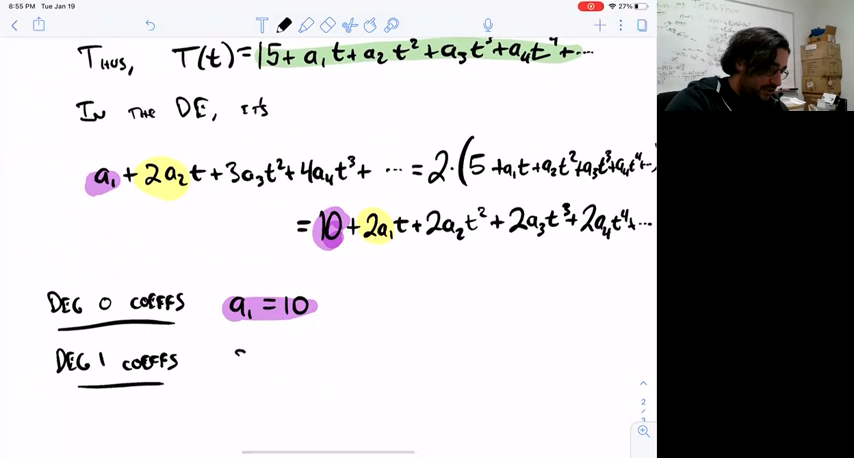 8:55 PM Tue Jan 19
27%
THUS, T(t) = 5 + a₁t + a₂t² + a₃t³ + a₄t⁴ + ...
IN THE DE, it's
a₁ + 2a₂t + 3a₃t² + 4a₄t³ + ... = 2·(5 + a₁t + a₂t² + a₃t³ + a₄t⁴...
= 10 + 2a₁t + 2a₂t² + 2a₃t³ + 2a₄t⁴ + ...
DEG 0 COEFFS a₁ = 10
DEG 1 COEFFS
2